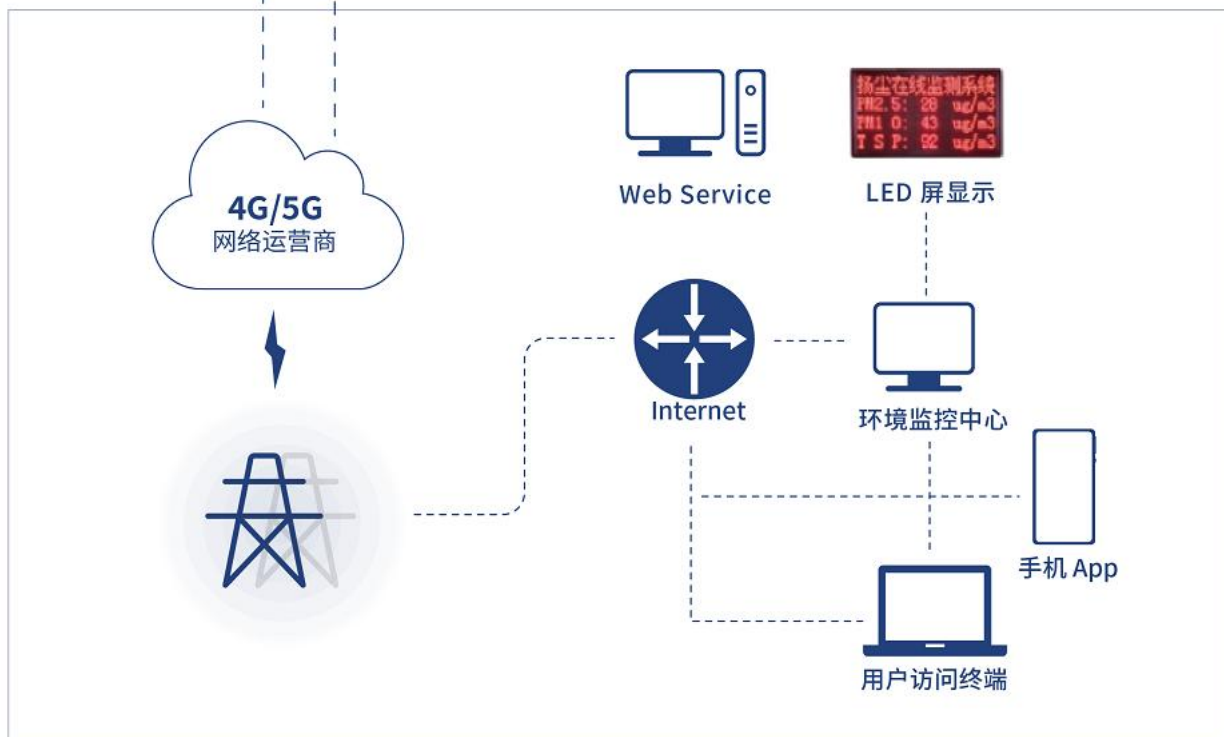 4G/5G
网络运营商
Web Service
扬尘在线监测系统
PM2.5: 28 ug/m3
PM1 0: 43 ug/m3
T S P: 92 ug/m3
LED 屏显示
Internet
环境监控中心
手机 App
用户访问终端